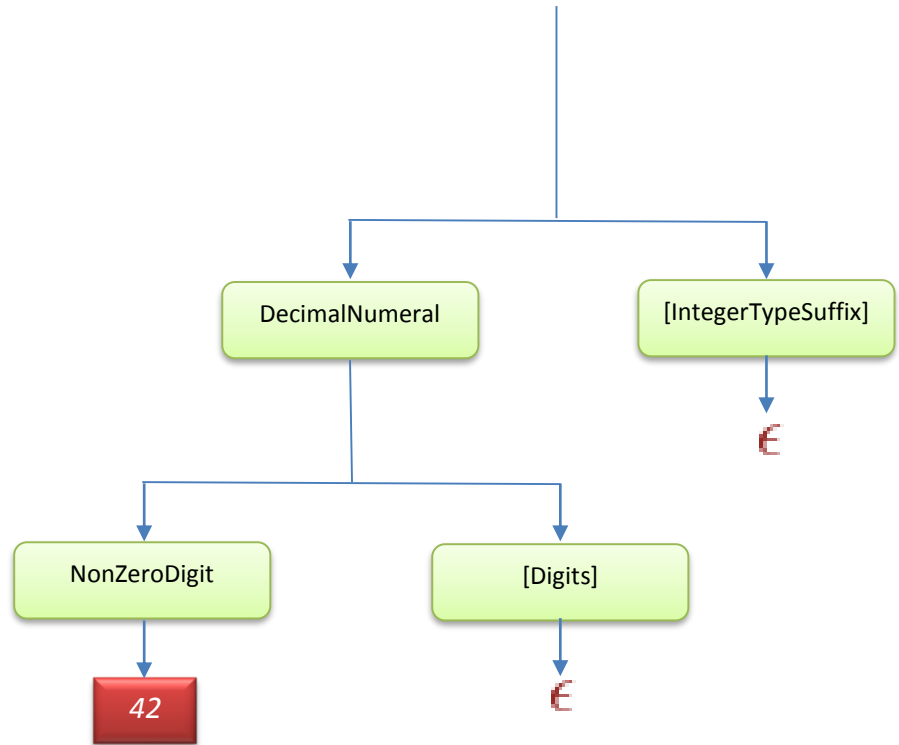 DecimalNumeral
[IntegerTypeSuffix]
€
NonZeroDigit
[Digits]
42
€